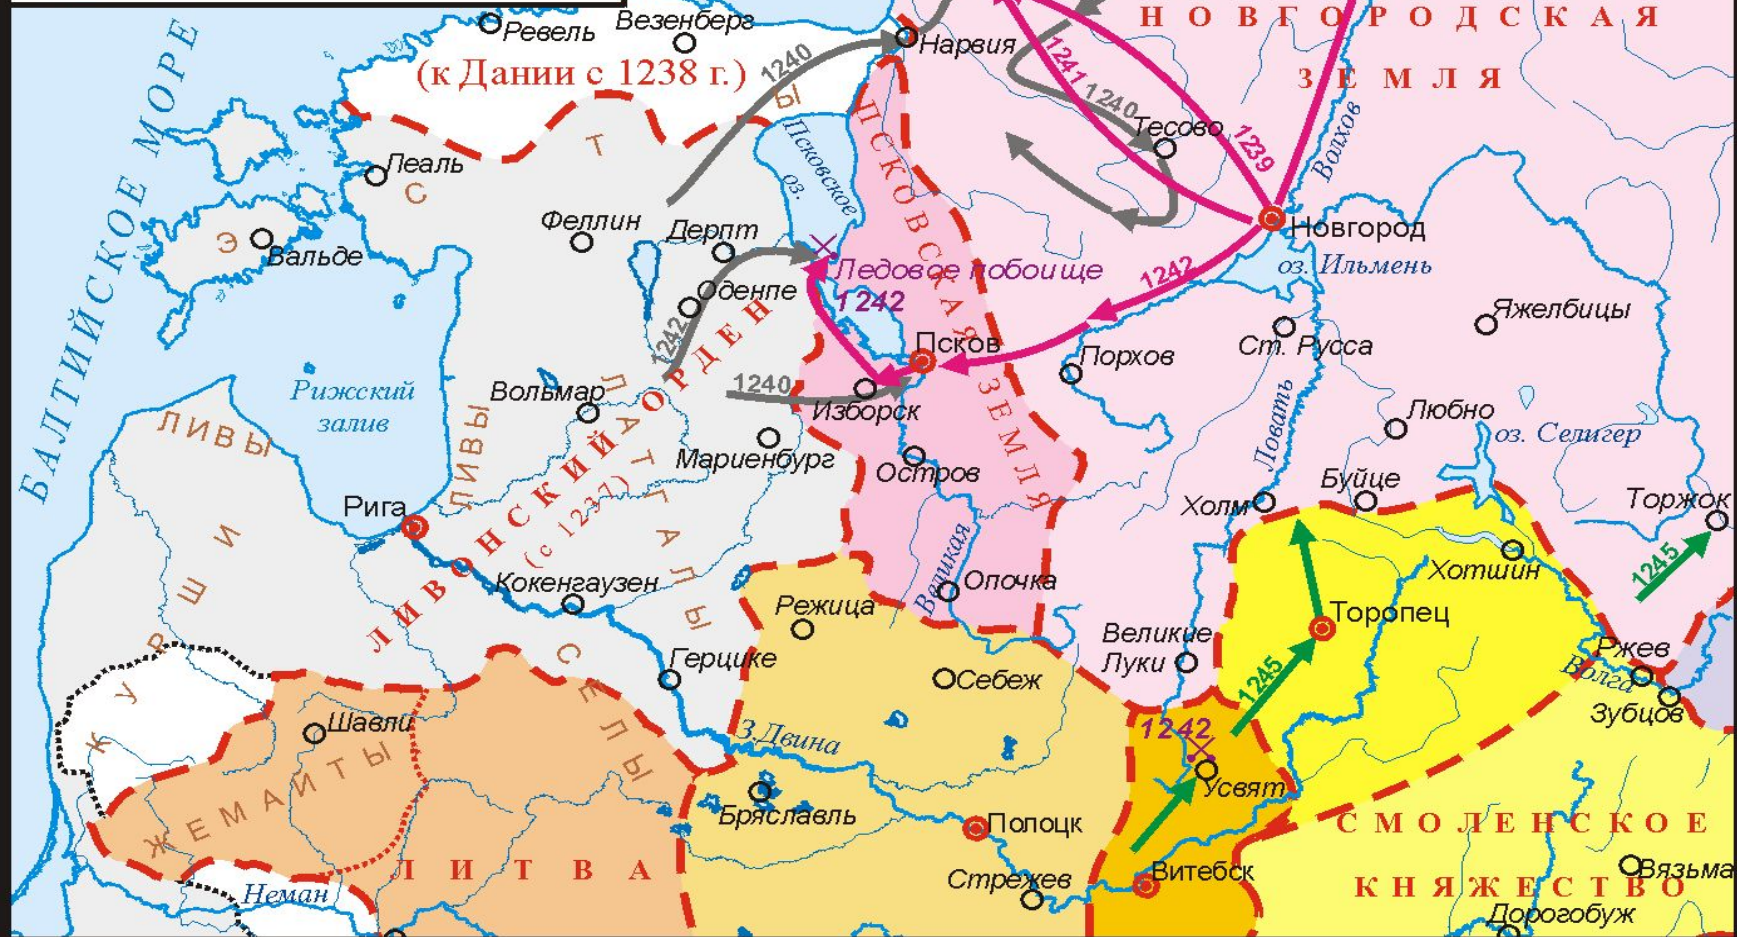 Ревель
Везенберг
(к Дании с 1238 г.)
1240
Нарвия
НОВГОРОДСКАЯ
ЗЕМЛЯ
1241
1240
Тесово
1239
Волхов
БАЛТИЙСКОЕ МОРЕ
Леаль
ЭСТЫ
Вальде
Феллин
Дерпт
Псковское
оз.
ПСКОВСКАЯ ЗЕМЛЯ
Новгород
оз. Ильмень
Ледовое побоище
1242
1242
Оденпе
1242
Псков
Порхов
Ст. Русса
Яжелбицы
Рижский
залив
Вольмар
1240
Изборск
Любно
оз. Селигер
Ловать
ЛИВЫ
ЛИВЫ
ЛАТГАЛЫ
Мариенбург
Остров
Буйце
Холм
Торжок
Рига
ЛИВОНСКИЙ ОРДЕН
(с 1237)
Великая
Хотшин
1245
Кокенгаузен
Режица
Опочка
Торопец
КУРШИ
Великие
Луки
Ржев
Волга
Зубцов
Герцике
Себеж
1245
СЕЛЫ
Шавли
ЖЕМАЙТЫ
З.Двина
1242
Усвят
Бряславль
Полоцк
СМОЛЕНСКОЕ
КНЯЖЕСТВО
ЛИТВА
Неман
Стрежев
Витебск
Вязьма
Дорогобуж